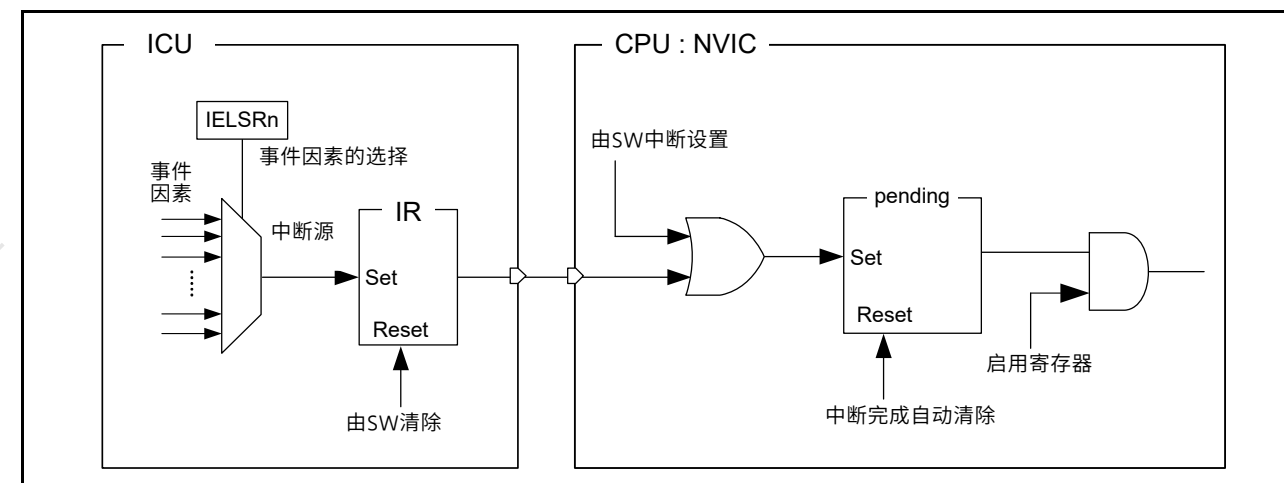 ICU
IELSRn
事件因素的选择
事件
因素
中断源
IR
Set
Reset
由SW清除
CPU : NVIC
由SW中断设置
pending
Set
Reset
启用寄存器
中断完成自动清除